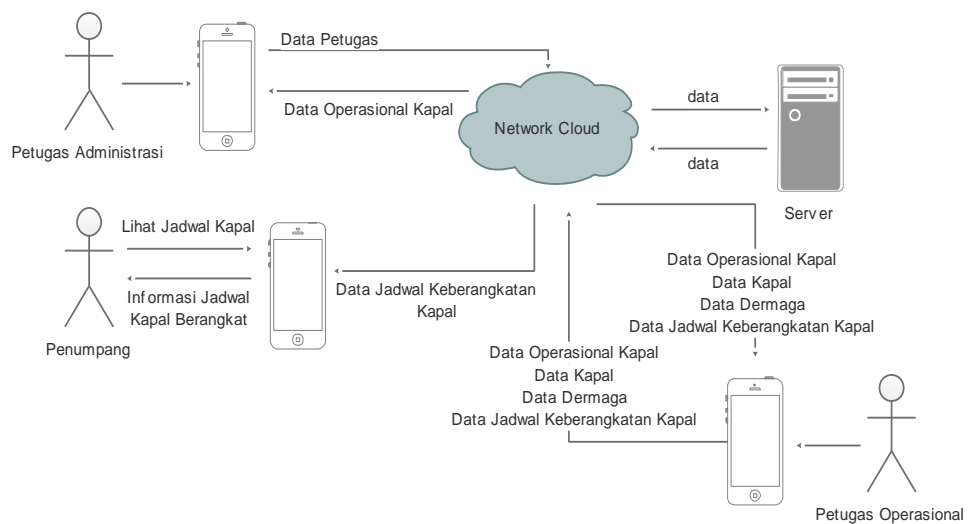 Data Petugas
Data Operasional Kapal
Petugas Administrasi
Network Cloud
data
data
Server
Lihat Jadwal Kapal
Informasi Jadwal
Kapal Berangkat
Penumpang
Data Jadwal Keberangkatan
Kapal
Data Operasional Kapal
Data Kapal
Data Dermaga
Data Jadwal Keberangkatan Kapal
Data Operasional Kapal
Data Kapal
Data Dermaga
Data Jadwal Keberangkatan Kapal
Petugas Operasional